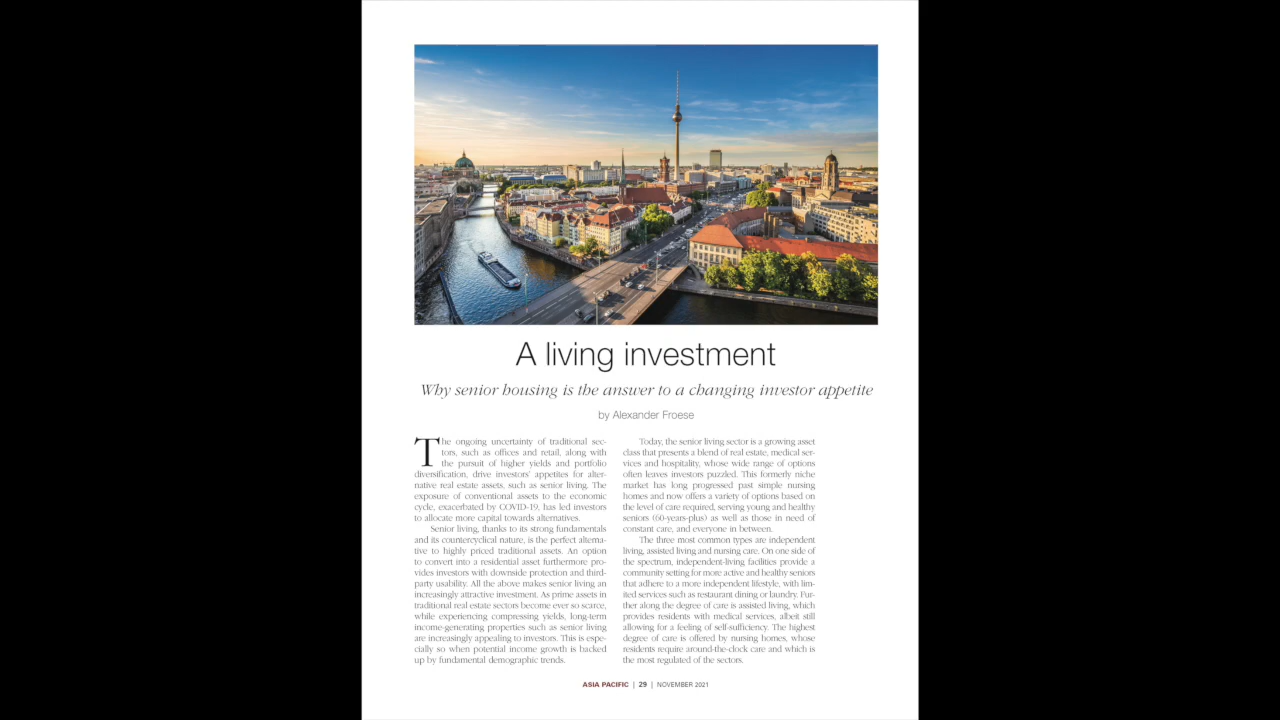 A living investment
Why senior housing is the answer to a changing investor appetite
by Alexander Froese
The ongoing uncertainty of traditional sec-
tors, such as offices and retail, along with
the pursuit of higher yields and portfolio
diversification, drive investors' appetites for alter-
native real estate assets, such as senior living. The
exposure of conventional assets to the economic
cycle, exacerbated by COVID-19, has led investors
to allocate more capital towards alternatives.
Senior living, thanks to its strong fundamentals
and its countercyclical nature, is the perfect alterna-
tive to highly priced traditional assets. An option
to convert into a residential asset furthermore pro-
vides investors with downside protection and third-
party usability. All the above makes senior living an
increasingly attractive investment. As prime assets in
traditional real estate sectors become ever so scarce,
while experiencing compressing yields, long-term
income-generating properties such as senior living
are increasingly appealing to investors. This is espe-
cially so when potential income growth is backed
up by fundamental demographic trends.
Today, the senior living sector is a growing asset
class that presents a blend of real estate, medical ser-
vices and hospitality, whose wide range of options
often leaves investors puzzled. This formerly niche
market has long progressed past simple nursing
homes and now offers a variety of options based on
the level of care required, serving young and healthy
seniors (60-years-plus) as well as those in need of
constant care, and everyone in between.
The three most common types are independent
living, assisted living and nursing care. On one side of
the spectrum, independent-living facilities provide a
community setting for more active and healthy seniors
that adhere to a more independent lifestyle, with lim-
ited services such as restaurant dining or laundry. Fur-
ther along the degree of care is assisted living, which
provides residents with medical services, albeit still
allowing for a feeling of self-sufficiency. The highest
degree of care is offered by nursing homes, whose
residents require around-the-clock care and which is
the most regulated of the sectors.
ASIA PACIFIC | 29 | NOVEMBER 2021